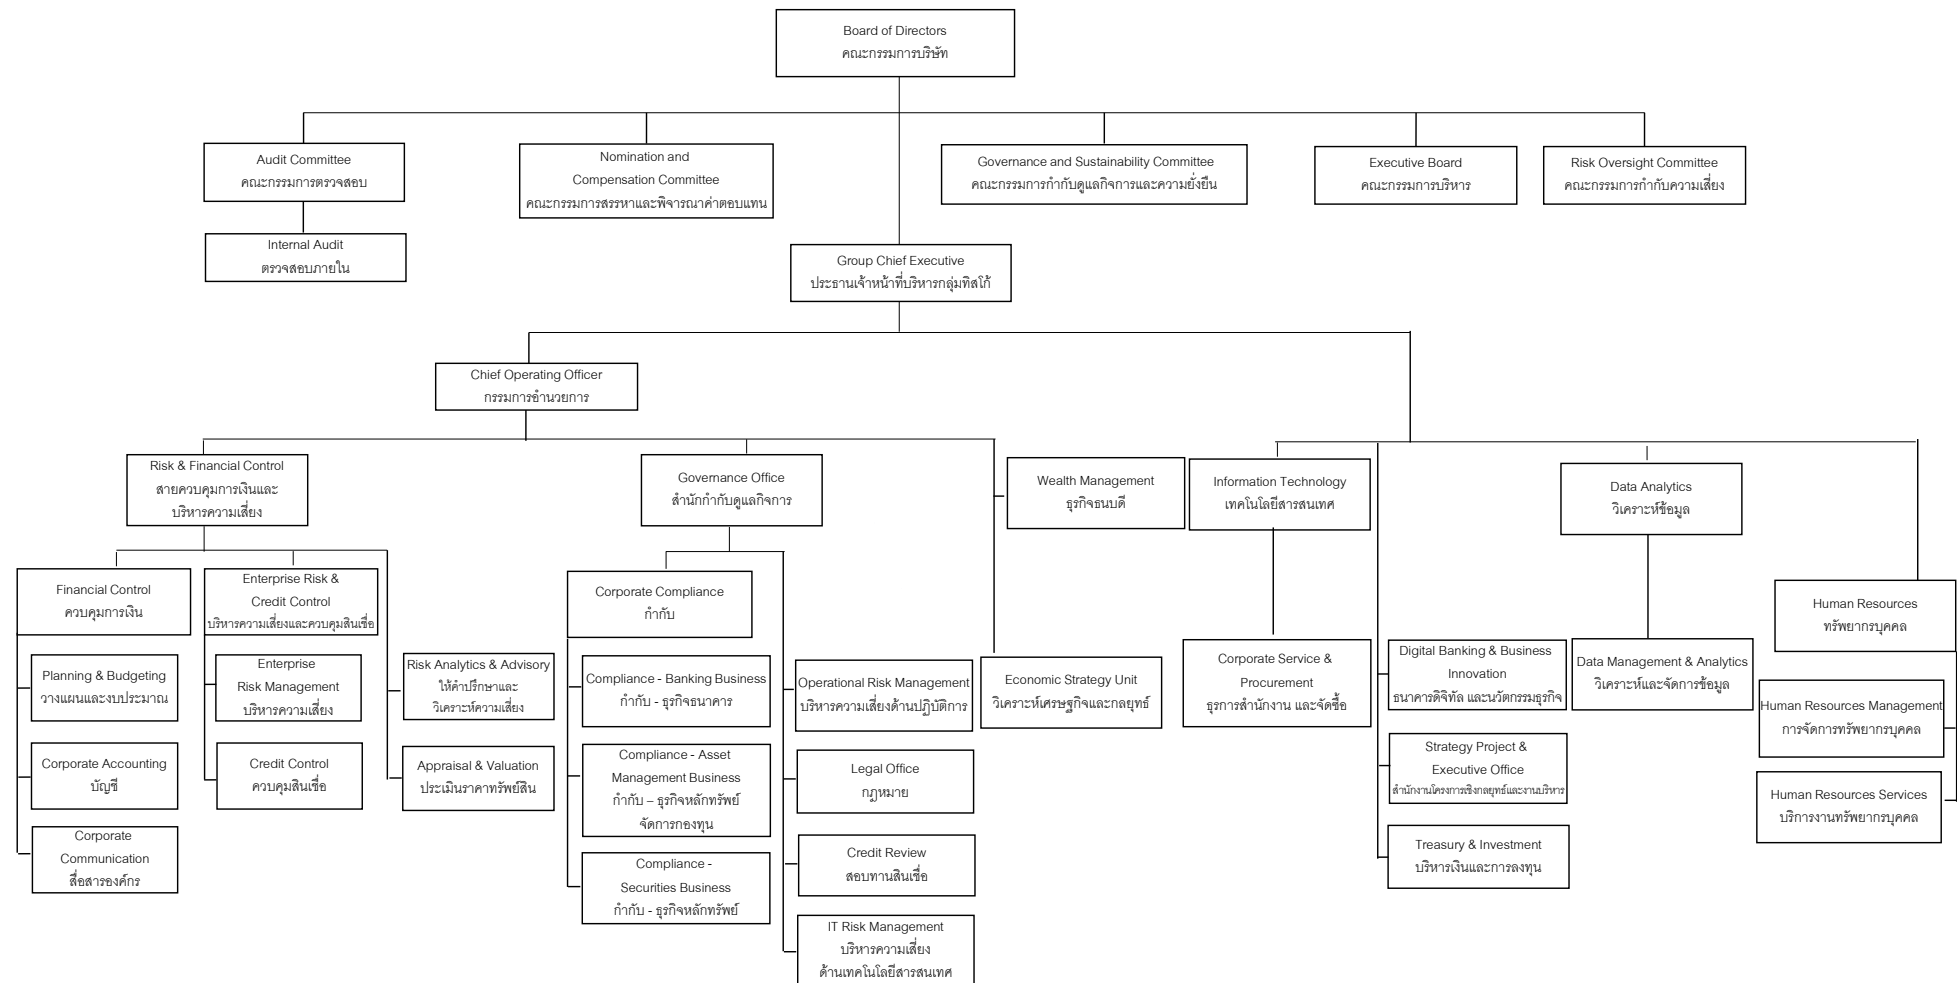 Board of Directors
คณะกรรมการบริษัท
Audit Committee
คณะกรรมการตรวจสอบ
Nomination and
Compensation Committee
คณะกรรมการสรรหาและพิจารณาค่าตอบแทน
Governance and Sustainability Committee
คณะกรรมการกำกับดูแลกิจการและความยั่งยืน
Executive Board
คณะกรรมการบริหาร
Risk Oversight Committee
คณะกรรมการกำกับความเสี่ยง
Internal Audit
ตรวจสอบภายใน
Group Chief Executive
ประธานเจ้าหน้าที่บริหารกลุ่มทิสโก้
Chief Operating Officer
กรรมการอำนวยการ
Risk & Financial Control
สายควบคุมการเงินและ
บริหารความเสี่ยง
Governance Office
สำนักกำกับดูแลกิจการ
Wealth Management
ธุรกิจธนบดี
Information Technology
เทคโนโลยีสารสนเทศ
Data Analytics
วิเคราะห์ข้อมูล
Financial Control
ควบคุมการเงิน
Enterprise Risk &
Credit Control
บริหารความเสี่ยงและควบคุมสินเชื่อ
Corporate Compliance
กำกับ
Human Resources
ทรัพยากรบุคคล
Planning & Budgeting
วางแผนและงบประมาณ
Enterprise
Risk Management
บริหารความเสี่ยง
Risk Analytics & Advisory
ให้คำปรึกษาและ
วิเคราะห์ความเสี่ยง
Compliance - Banking Business
กำกับ - ธุรกิจธนาคาร
Operational Risk Management
บริหารความเสี่ยงด้านปฏิบัติการ
Economic Strategy Unit
วิเคราะห์เศรษฐกิจและกลยุทธ์
Corporate Service &
Procurement
ธุรการสำนักงาน และจัดซื้อ
Digital Banking & Business
Innovation
ธนาคารดิจิทัล และนวัตกรรมธุรกิจ
Data Management & Analytics
วิเคราะห์และจัดการข้อมูล
Human Resources Management
การจัดการทรัพยากรบุคคล
Corporate Accounting
บัญชี
Credit Control
ควบคุมสินเชื่อ
Appraisal & Valuation
ประเมินราคาทรัพย์สิน
Compliance - Asset
Management Business
กำกับ – ธุรกิจหลักทรัพย์
จัดการกองทุน
Legal Office
กฎหมาย
Strategy Project &
Executive Office
สำนักงานโครงการเชิงกลยุทธ์และงานบริหาร
Human Resources Services
บริการงานทรัพยากรบุคคล
Corporate
Communication
สื่อสารองค์กร
Compliance -
Securities Business
กำกับ - ธุรกิจหลักทรัพย์
Credit Review
สอบทานสินเชื่อ
Treasury & Investment
บริหารเงินและการลงทุน
IT Risk Management
บริหารความเสี่ยง
ด้านเทคโนโลยีสารสนเทศ